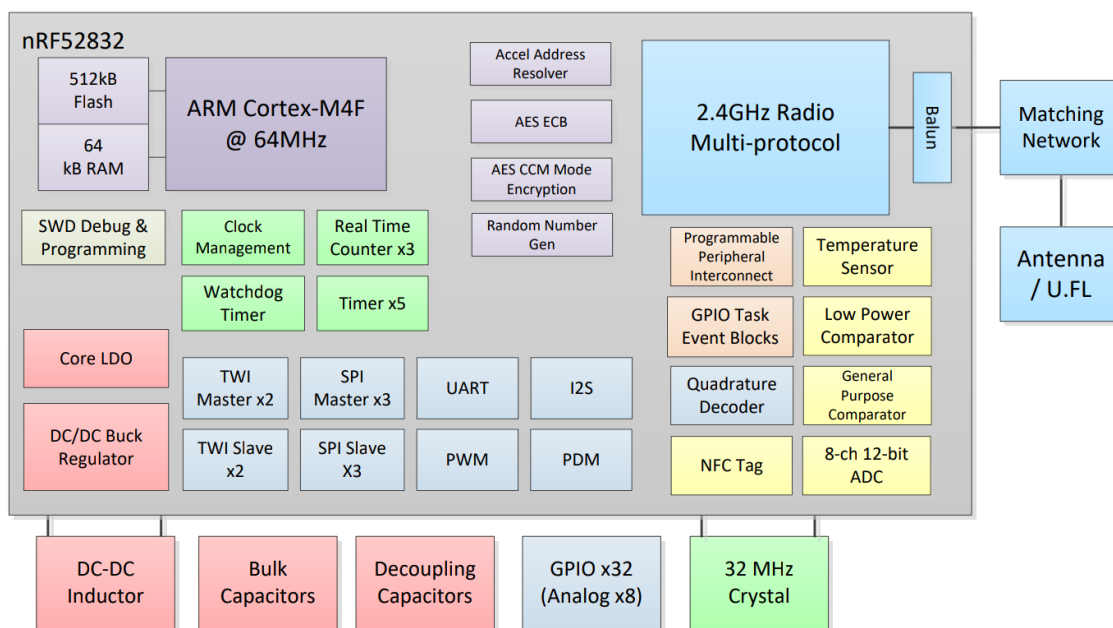 nRF52832
512kB
Flash
64
kB RAM
ARM Cortex-M4F
@ 64MHz
Accel Address
Resolver
AES ECB
AES CCM Mode
Encryption
Random Number
Gen
2.4GHz Radio
Multi-protocol
Balun
Matching
Network
Antenna
/ U.FL
SWD Debug &
Programming
Clock
Management
Real Time
Counter x3
Watchdog
Timer
Timer x5
Programmable
Peripheral
Interconnect
Temperature
Sensor
GPIO Task
Event Blocks
Low Power
Comparator
Core LDO
DC/DC Buck
Regulator
TWI
Master x2
SPI
Master x3
UART
I2S
TWI Slave
x2
SPI Slave
X3
PWM
PDM
Quadrature
Decoder
General
Purpose
Comparator
NFC Tag
8-ch 12-bit
ADC
DC-DC
Inductor
Bulk
Capacitors
Decoupling
Capacitors
GPIO x32
(Analog x8)
32 MHz
Crystal